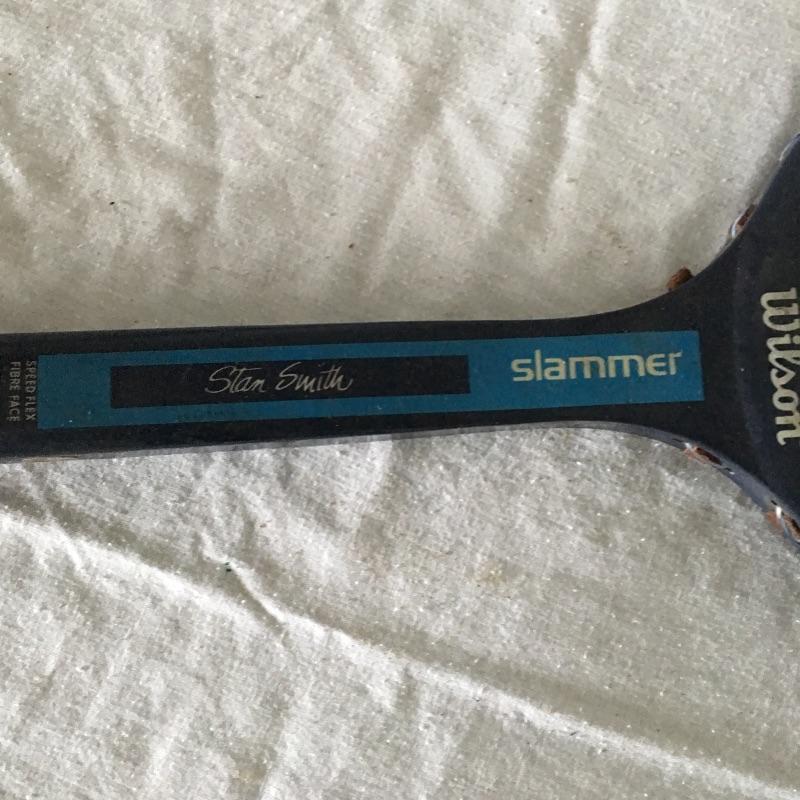 SPEED FLEX
FIBRE FACE
Stan Smith
slammer
Wilson